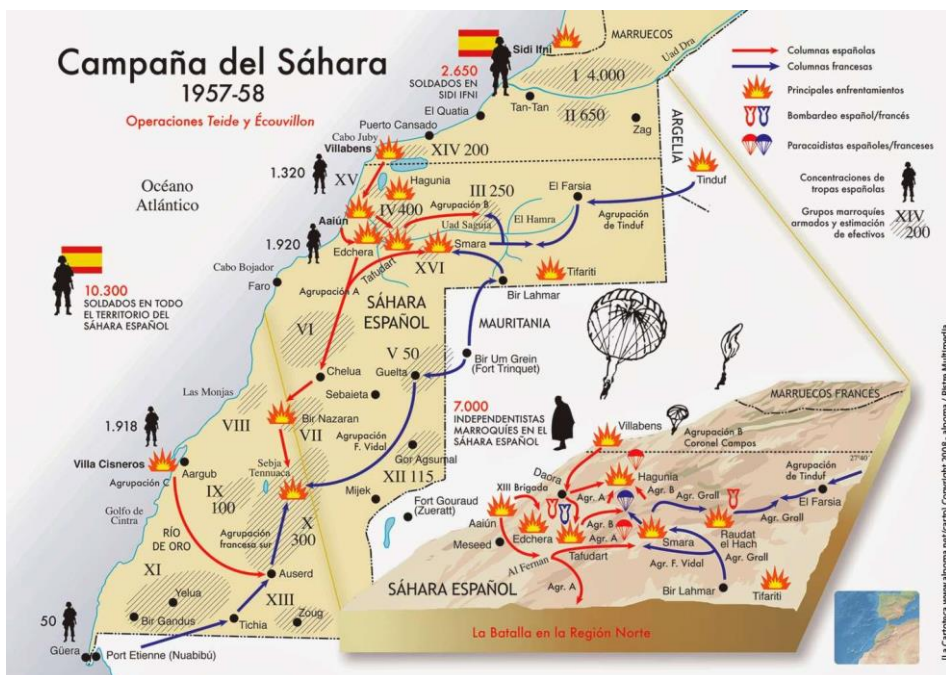 Campaña del Sáhara
1957-58
Operaciones Teide y Écouvillon
Océano
Atlántico
2.650
SOLDADOS EN
SIDI IFNI
Sidi Ifni
MARRUECOS
Uad Dra
I 4.000
Tan-Tan
II 650
Zag
El Quatia
Puerto Cansado
Cabo Juby
Villabens
XIV 200
ARGELIA
Tinduf
1.320
XV
Hagunia
IV 400
III 250
El Farsia
Agrupación B
Uad Saguia
El Hamra
Agrupación
de Tinduf
Aaiún
1.920
Edchera
Tafudart
Smara
XVI
Tifariti
Bir Lahmar
Cabo Bojador
Faro
Agrupación A
10.300
SOLDADOS EN TODO
EL TERRITORIO DEL
SÁHARA ESPAÑOL
SÁHARA
ESPAÑOL
MAURITANIA
VI
V 50
Bir Um Grein
(Fort Trinquet)
Chelua
Guelta
Sebaieta
Las Monjas
Bir Nazaran
VIII
VII
Agrupación
F. Vidal
7.000
INDEPENDENTISTAS
MARROQUÍES EN EL
SÁHARA ESPAÑOL
1.918
Villa Cisneros
Aargub
Agrupación C
Sebja
Tennuaca
Gor Agsumal
XII 115
Mijek
IX
100
Golfo de
Cintra
RÍO
DE ORO
Agrupación
francesa sur
X
300
Fort Gouraud
(Zueratt)
Auserd
XI
Yelua
Bir Gandus
XIII
Tichia
Zoug
50
Güera
Port Etienne (Nuabibú)
Columnas españolas
Columnas francesas
Principales enfrentamientos
Bombardeo español/francés
Paracaidistas españoles/franceses
Concentraciones de
tropas españolas
Grupos marroquíes
armados y estimación
de efectivos
XIV
200
MARRUECOS FRANCÉS
27º40'
Villabens
Agrupación B
Coronel Campos
Daora
Hagunia
Agrupación
de Tinduf
XIII Brigada
Agr. A
Agr. B
Agr. Grall
El Farsia
Aaiún
Edchera
Agr. B
Agr. A
Agr. Grall
Meseed
Tafudart
Smara
Raudat
el Hach
Agr. Grall
Al Fernan
Agr. F. Vidal
Agr. A
Bir Lahmar
Tifariti
SÁHARA ESPAÑOL
La Batalla en la Región Norte